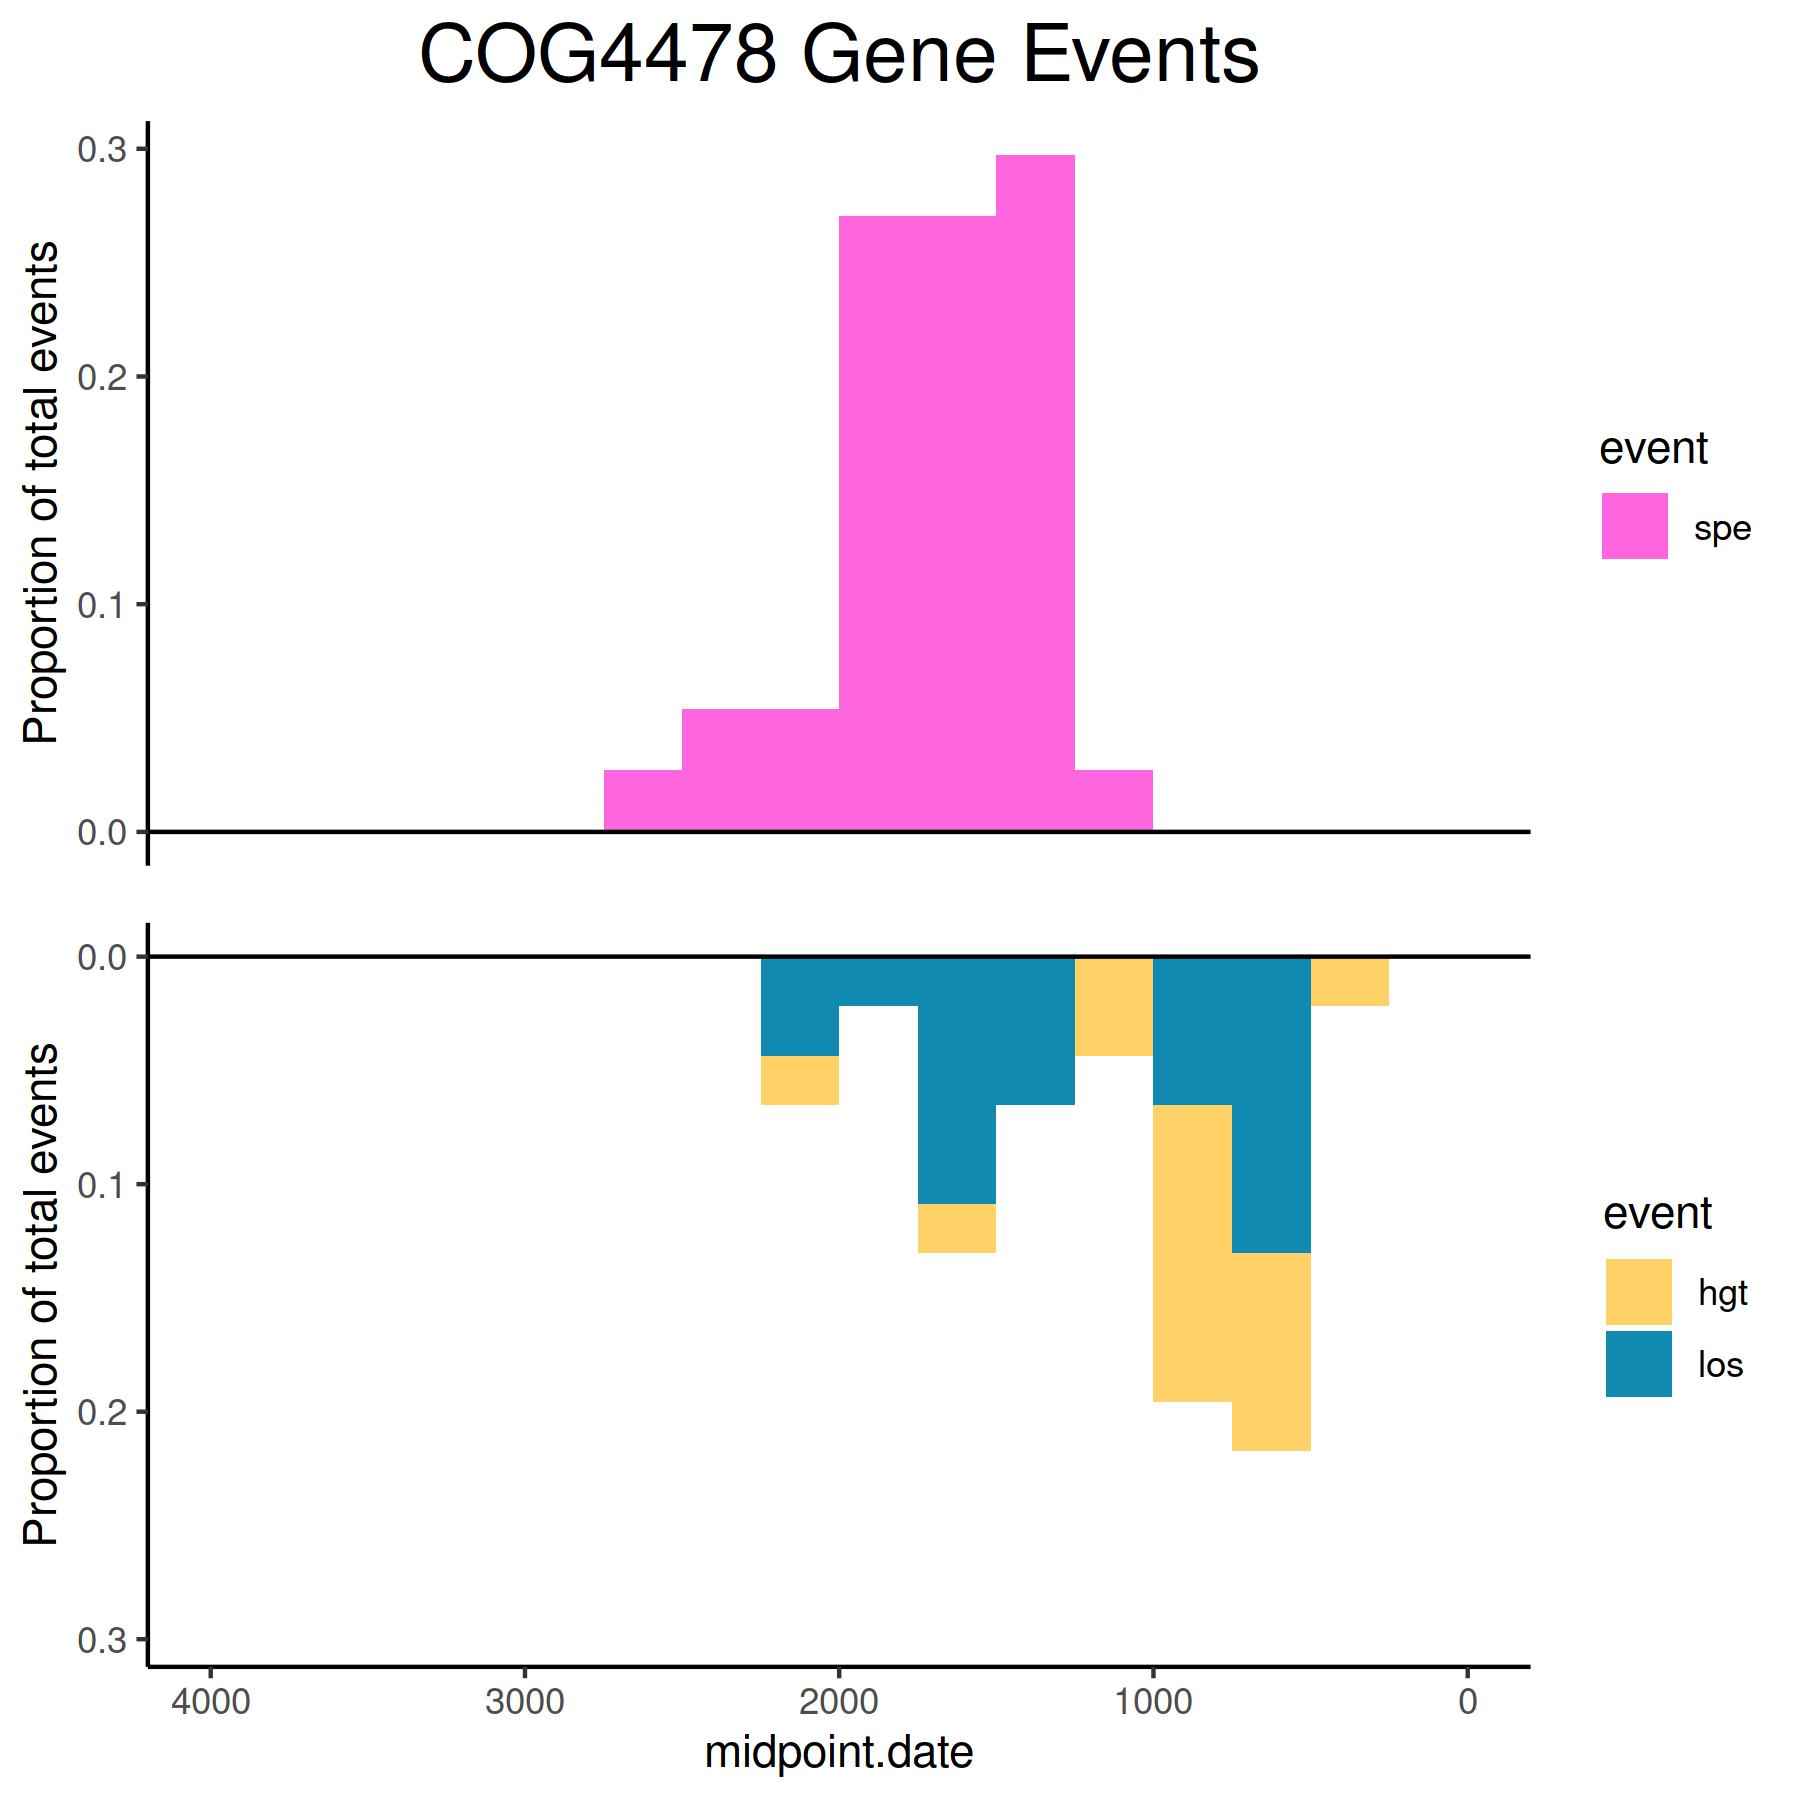 COG4478 Gene Events
Proportion of total events
0.3
0.2
0.1
0.0
event
spe
Proportion of total events
0.0
0.1
0.2
0.3
event
hgt
los
4000 3000 2000 1000 0
midpoint.date